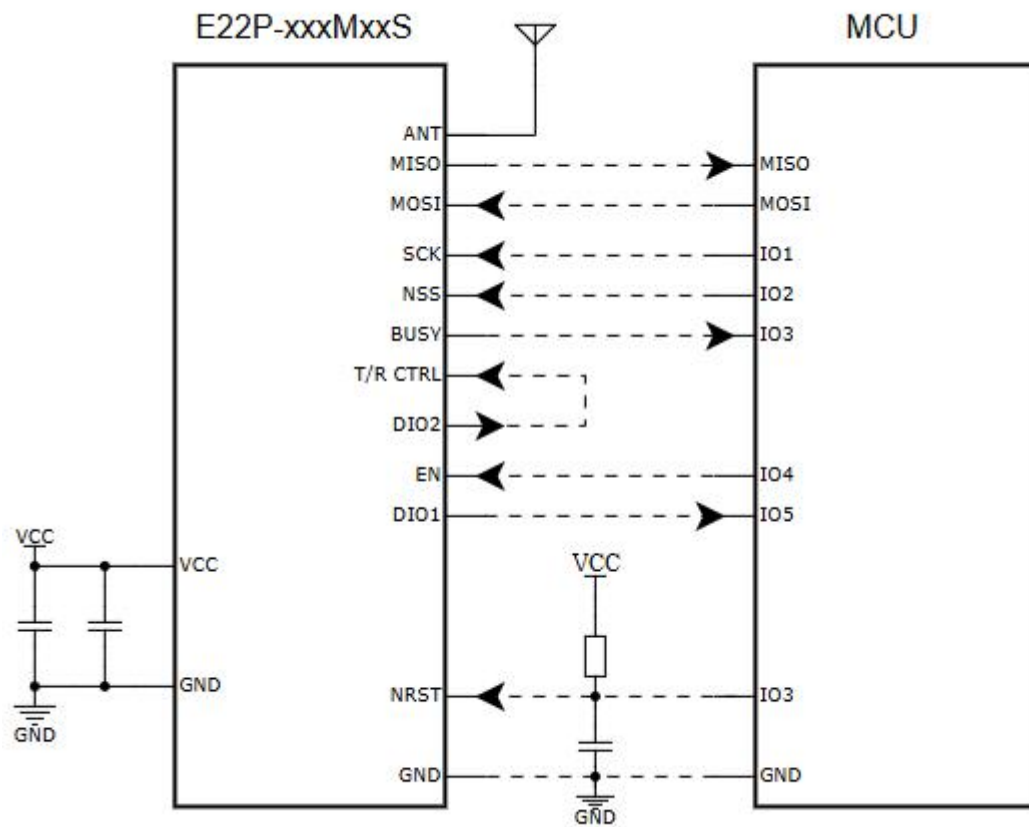 E22P-xxxMxxS
MCU
ANT
MISO
MISO
MOSI
MOSI
SCK
IO1
NSS
IO2
BUSY
IO3
T/R CTRL
DIO2
EN
IO4
DIO1
IO5
VCC
VCC
VCC
GND
GND
NRST
IO3
GND
GND
GND